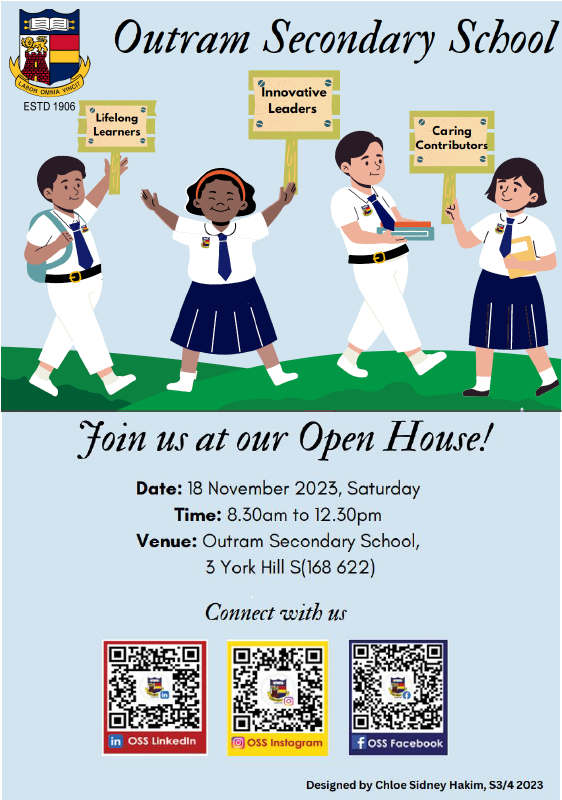 Outram Secondary School
LABOR OMNIA VINCIT
ESTD 1906
Lifelong
Learners
Innovative
Leaders
Caring
Contributors
Join us at our Open House!
Date: 18 November 2023, Saturday
Time: 8.30am to 12.30pm
Venue: Outram Secondary School,
3 York Hill S(168 622)
Connect with us
in OSS LinkedIn
OSS Instagram
f OSS Facebook
Designed by Chloe Sidney Hakim, S3/4 2023